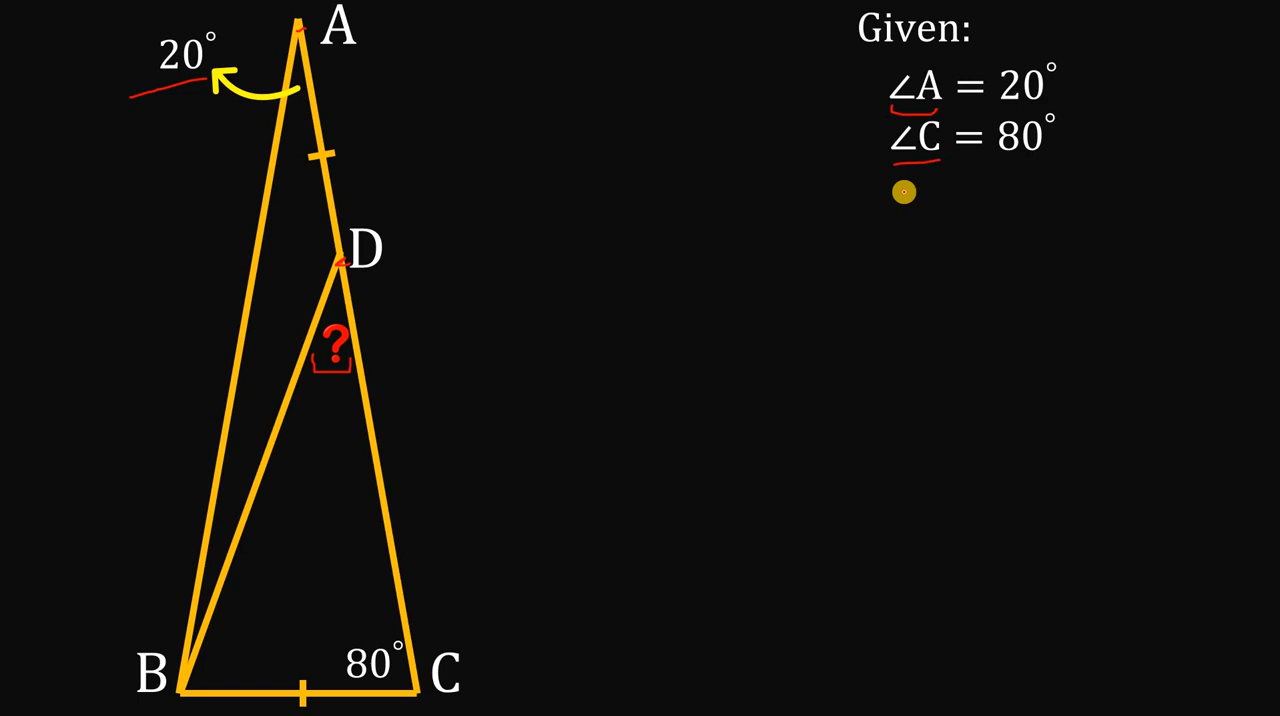 A
20°
D
?
B
80°
C
Given:
∠A = 20°
∠C = 80°